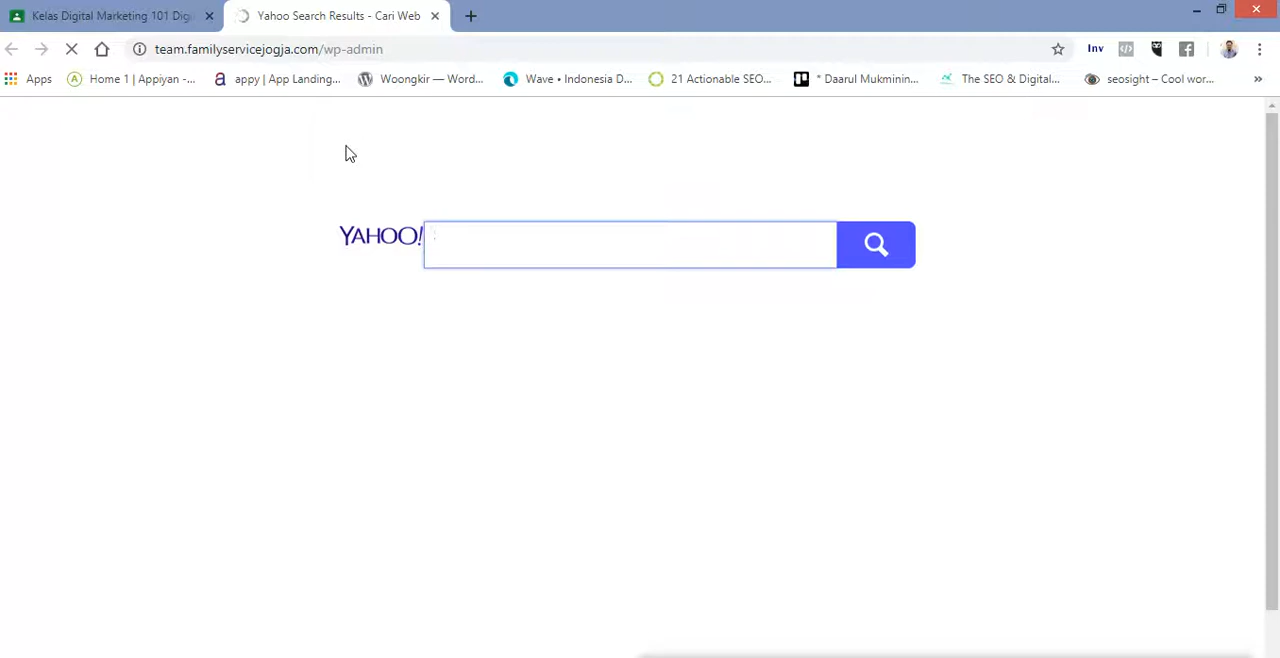 Kelas Digital Marketing 101 Digi
Yahoo Search Results - Cari Web
team.familyservicejogja.com/wp-admin
Inv
Apps
Home 1 | Appiyan -...
appy | App Landing...
Woongkir — Word...
Wave • Indonesia D...
21 Actionable SEO...
* Daarul Mukminin...
The SEO & Digital...
seosight – Cool wor...
YAHOO!